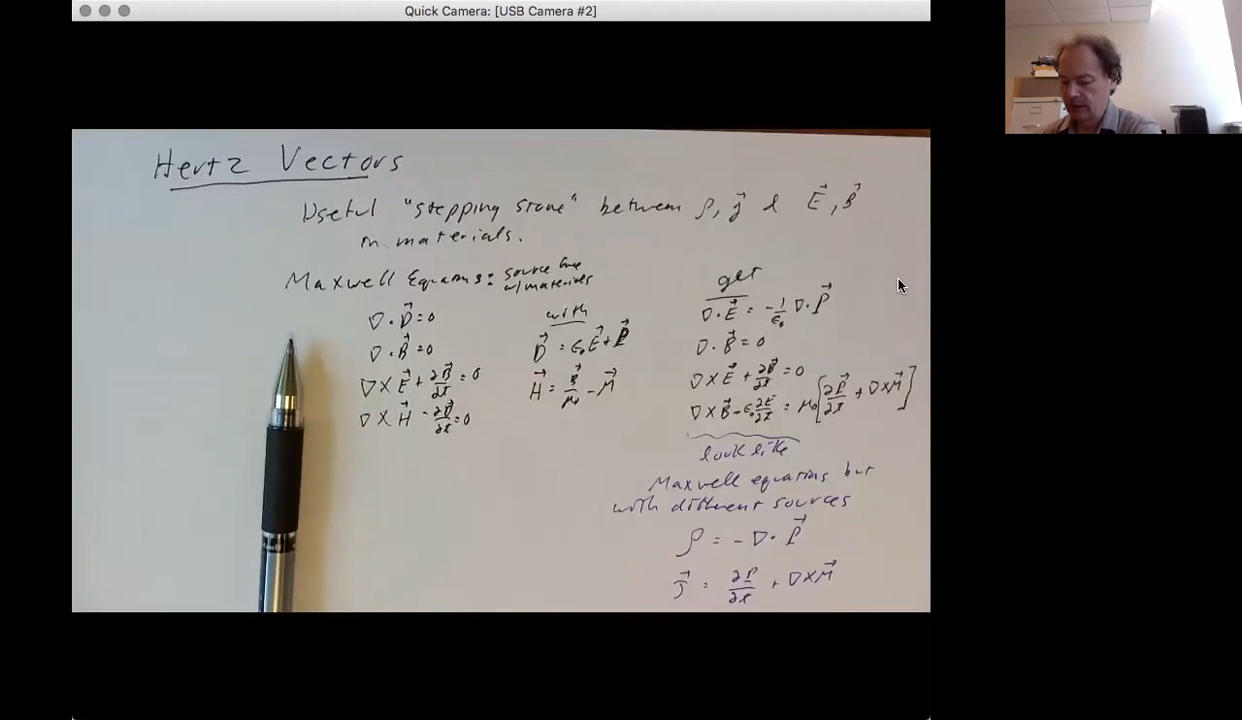 Quick Camera: [USB Camera #2]
Hertz Vectors
Useful "stepping stone" between ρ, j⃗ & E⃗, B⃗
in materials.
Maxwell Equations: source free
w/materials
∇ · D⃗ = 0
∇ · B⃗ = 0
∇ × E⃗ + ∂B⃗/∂t = 0
∇ × H⃗ - ∂D⃗/∂t = 0
with
D⃗ = ε₀E⃗ + P⃗
H⃗ = B⃗/μ₀ - M⃗
get
∇ · E⃗ = -1/ε₀ ∇ · P⃗
∇ · B⃗ = 0
∇ × E⃗ + ∂B⃗/∂t = 0
∇ × B⃗ - ε₀ ∂E/∂t = μ₀[∂P⃗/∂t + ∇ × M⃗]
look like
Maxwell equations but
with different sources
ρ = - ∇ · P⃗
j⃗ = ∂P/∂t + ∇ × M⃗